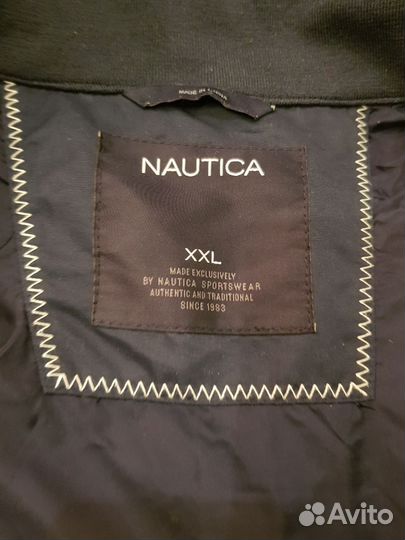 MADE IN CHINA
NAUTICA
XXL
MADE EXCLUSIVELY
BY NAUTICA SPORTSWEAR
AUTHENTIC AND TRADITIONAL
SINCE 1983
Avito